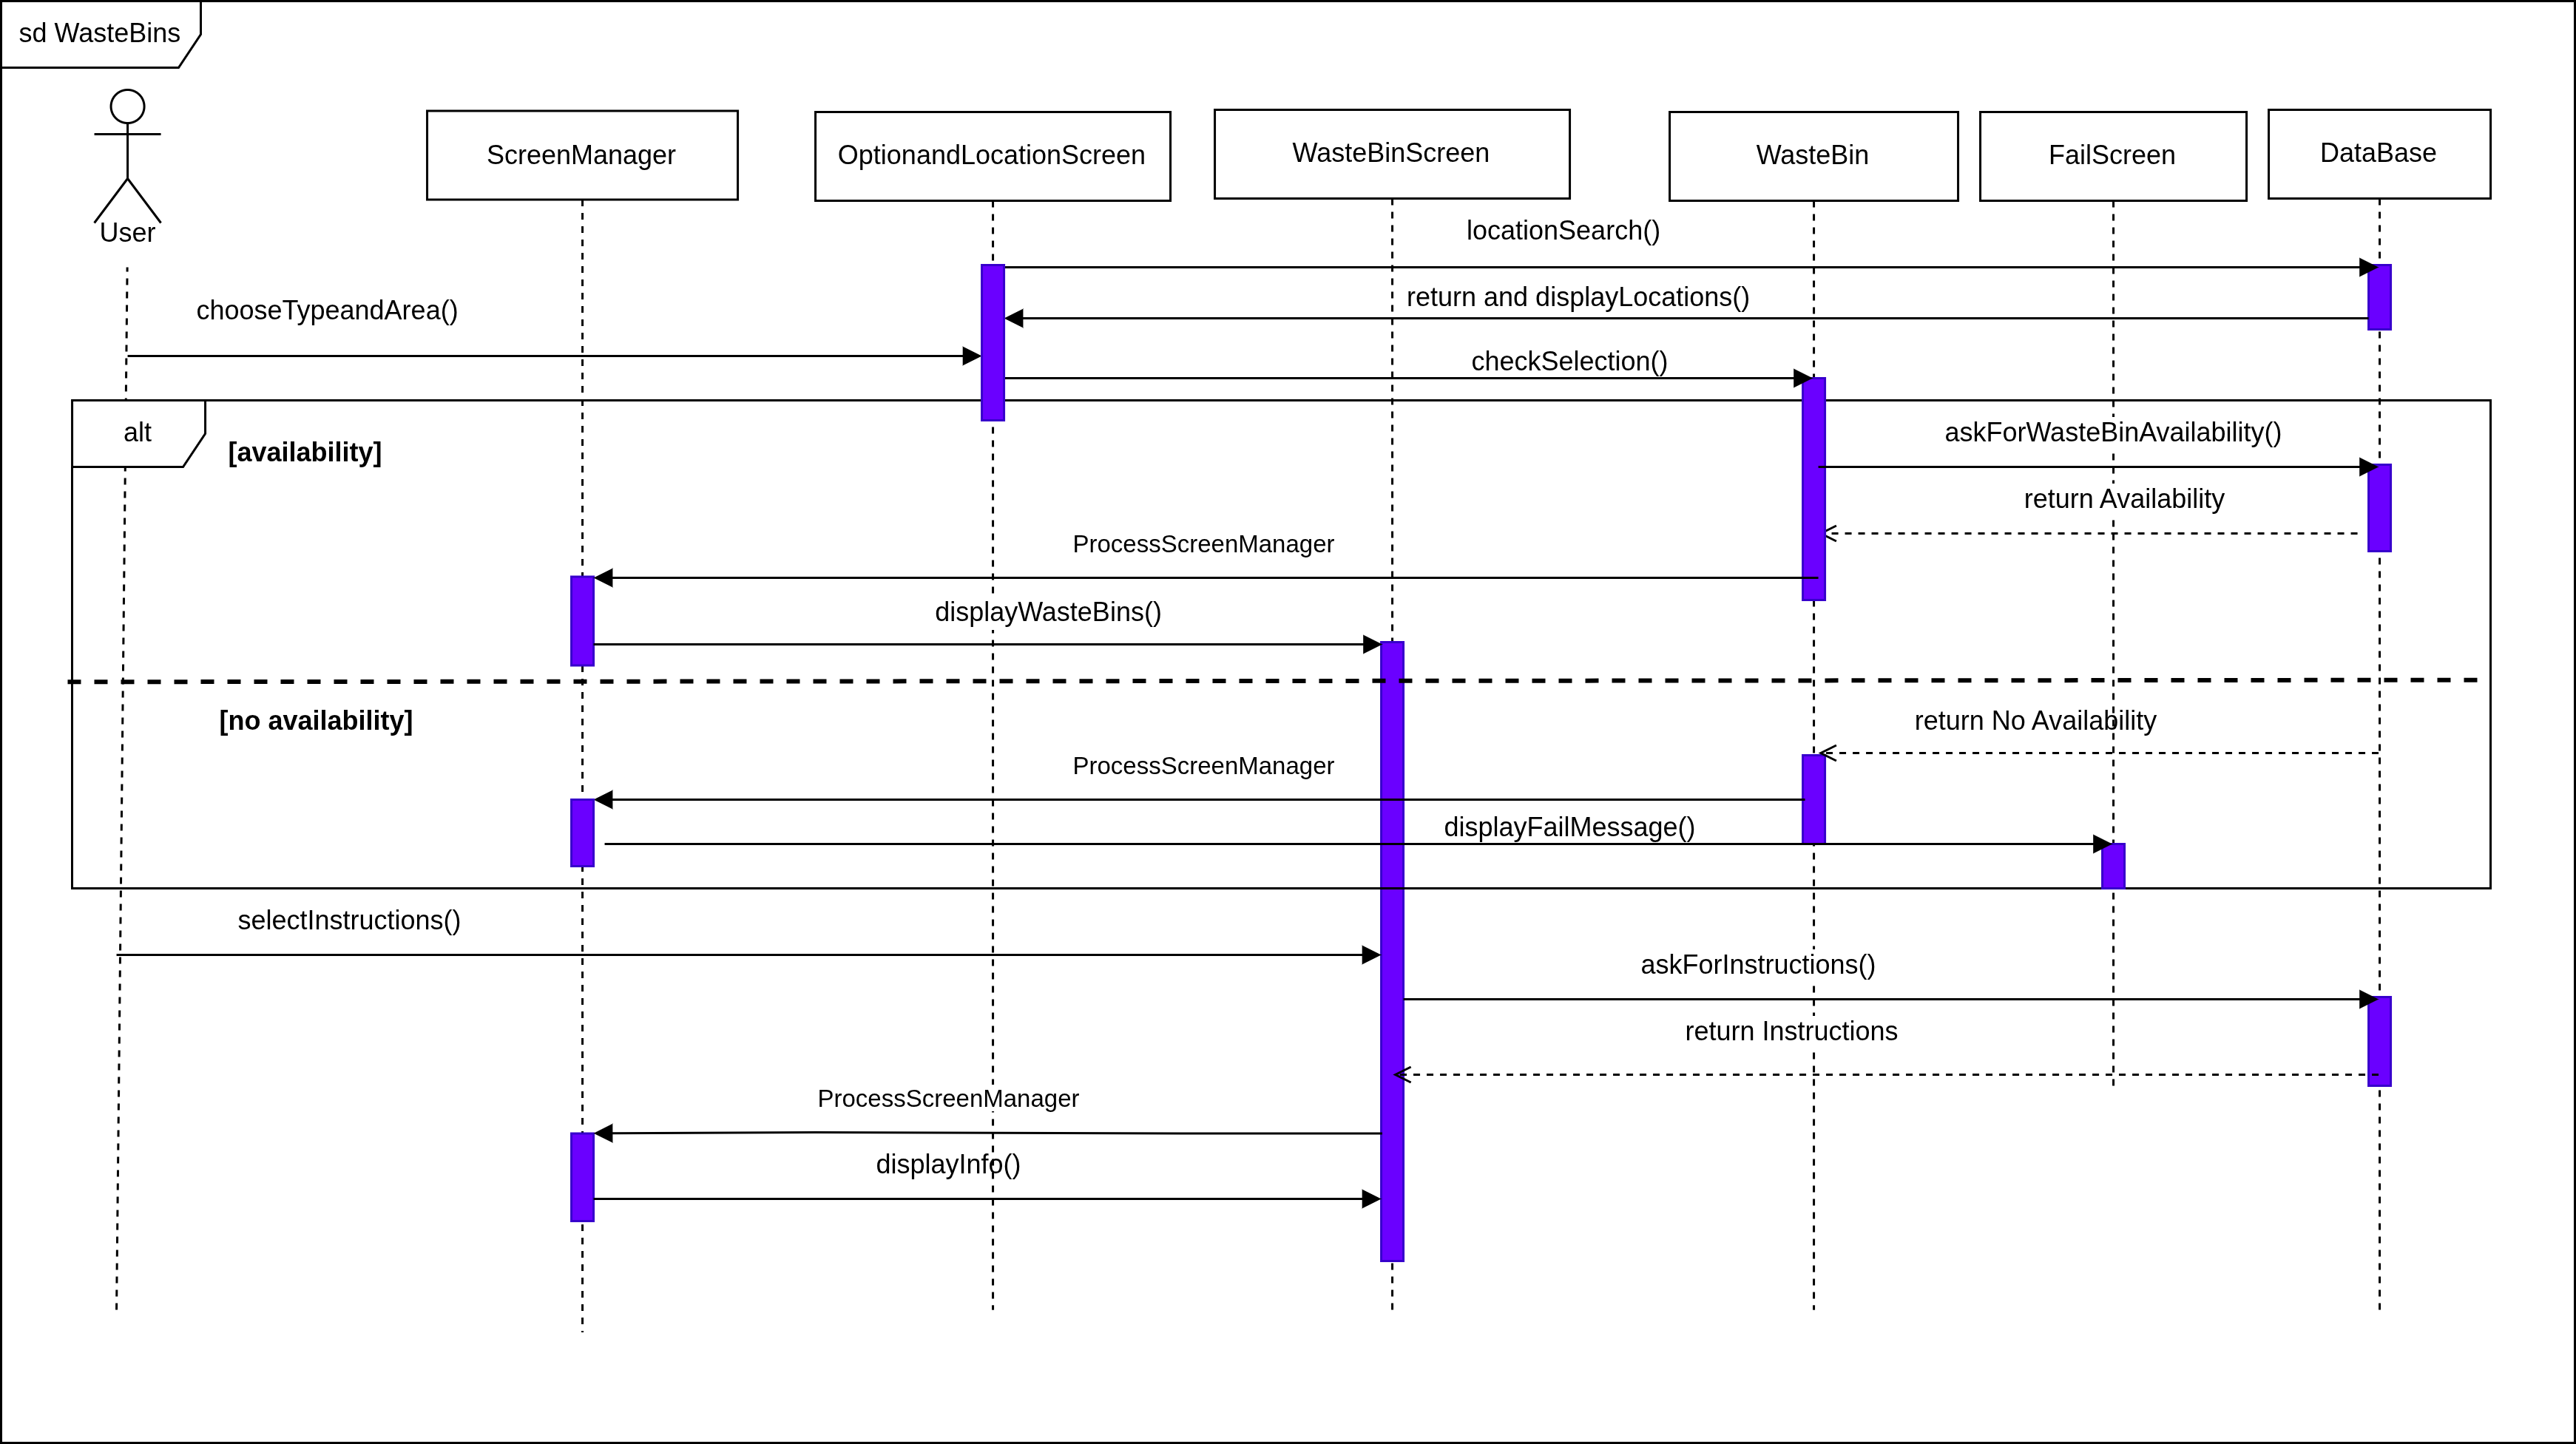 sd WasteBins
User
ScreenManager
OptionandLocationScreen
WasteBinScreen
WasteBin
FailScreen
DataBase
locationSearch()
return and displayLocations()
chooseTypeandArea()
checkSelection()
alt
[availability]
askForWasteBinAvailability()
return Availability
ProcessScreenManager
displayWasteBins()
[no availability]
return No Availability
ProcessScreenManager
displayFailMessage()
selectInstructions()
askForInstructions()
return Instructions
ProcessScreenManager
displayInfo()